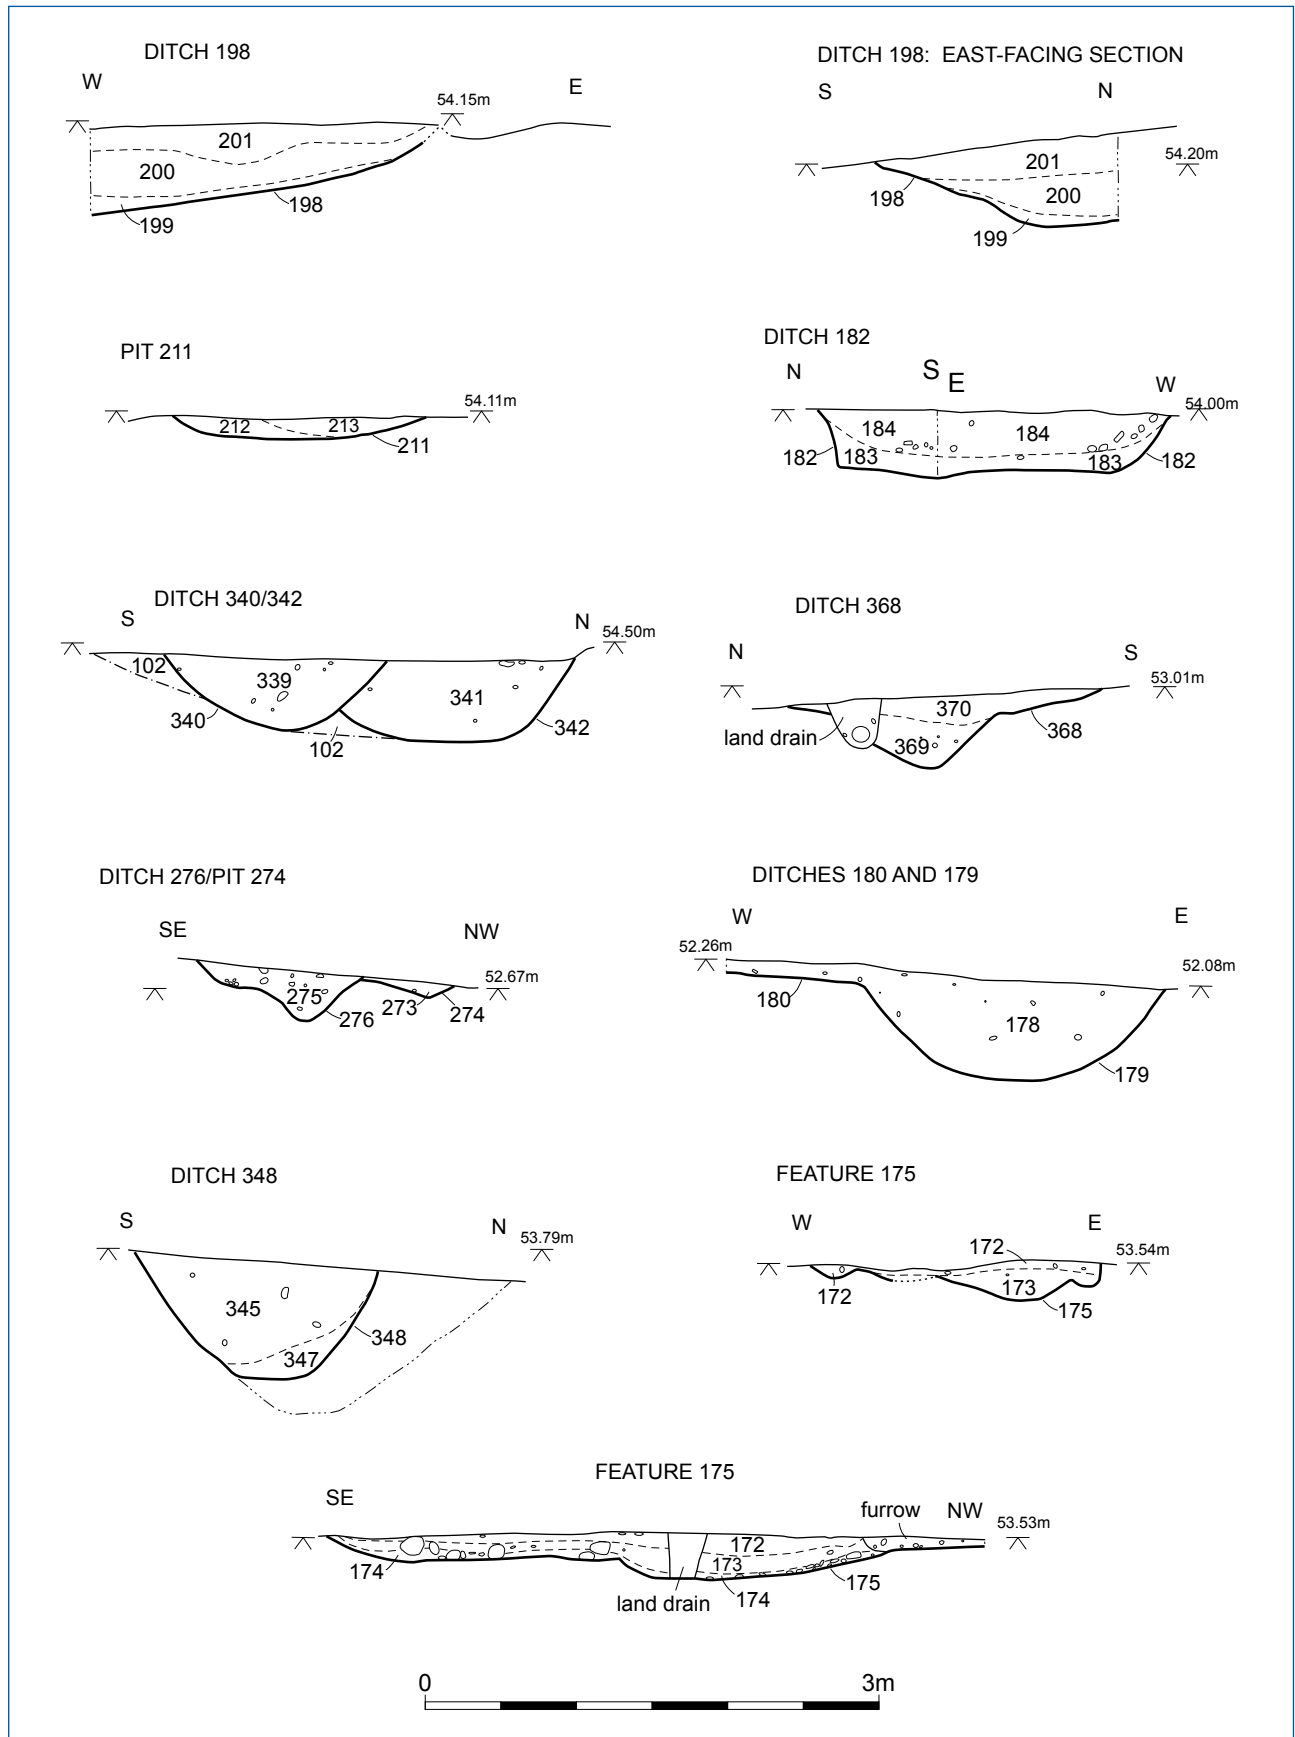 DITCH 198
W
E
54.15m
201
200
199
198
DITCH 198:  EAST-FACING SECTION
S
N
54.20m
201
200
198
199
PIT 211
54.11m
212
213
211
DITCH 182
N
S E
W
54.00m
184
184
182
183
183
182
DITCH 340/342
S
N
54.50m
102
339
341
340
342
102
DITCH 368
N
S
53.01m
370
land drain
369
368
DITCH 276/PIT 274
SE
NW
52.67m
275
276
273
274
DITCHES 180 AND 179
W
E
52.26m
52.08m
180
178
179
DITCH 348
S
N
53.79m
345
348
347
FEATURE 175
W
E
172
53.54m
172
173
175
FEATURE 175
SE
furrow
NW
53.53m
172
173
174
174
175
land drain
0
3m